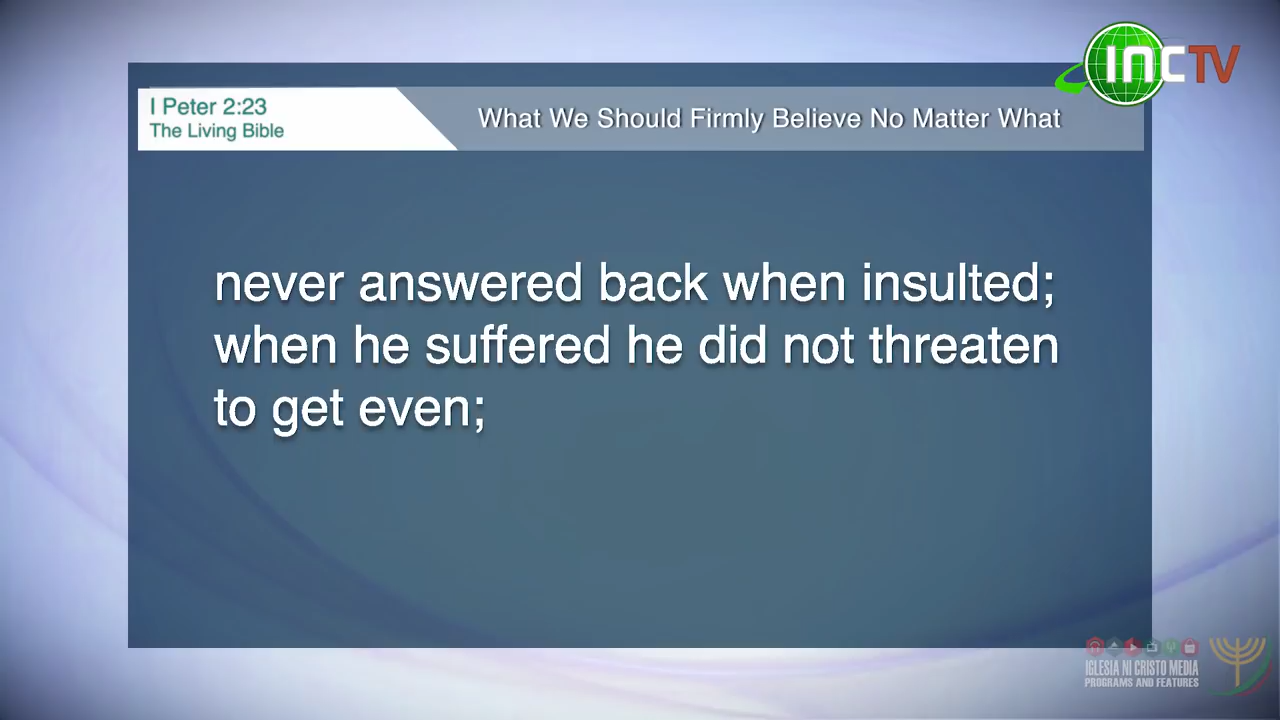 INCTV
I Peter 2:23
The Living Bible
What We Should Firmly Believe No Matter What
never answered back when insulted;
when he suffered he did not threaten
to get even;
IGLESIA NI CRISTO MEDIA
PROGRAMS AND FEATURES